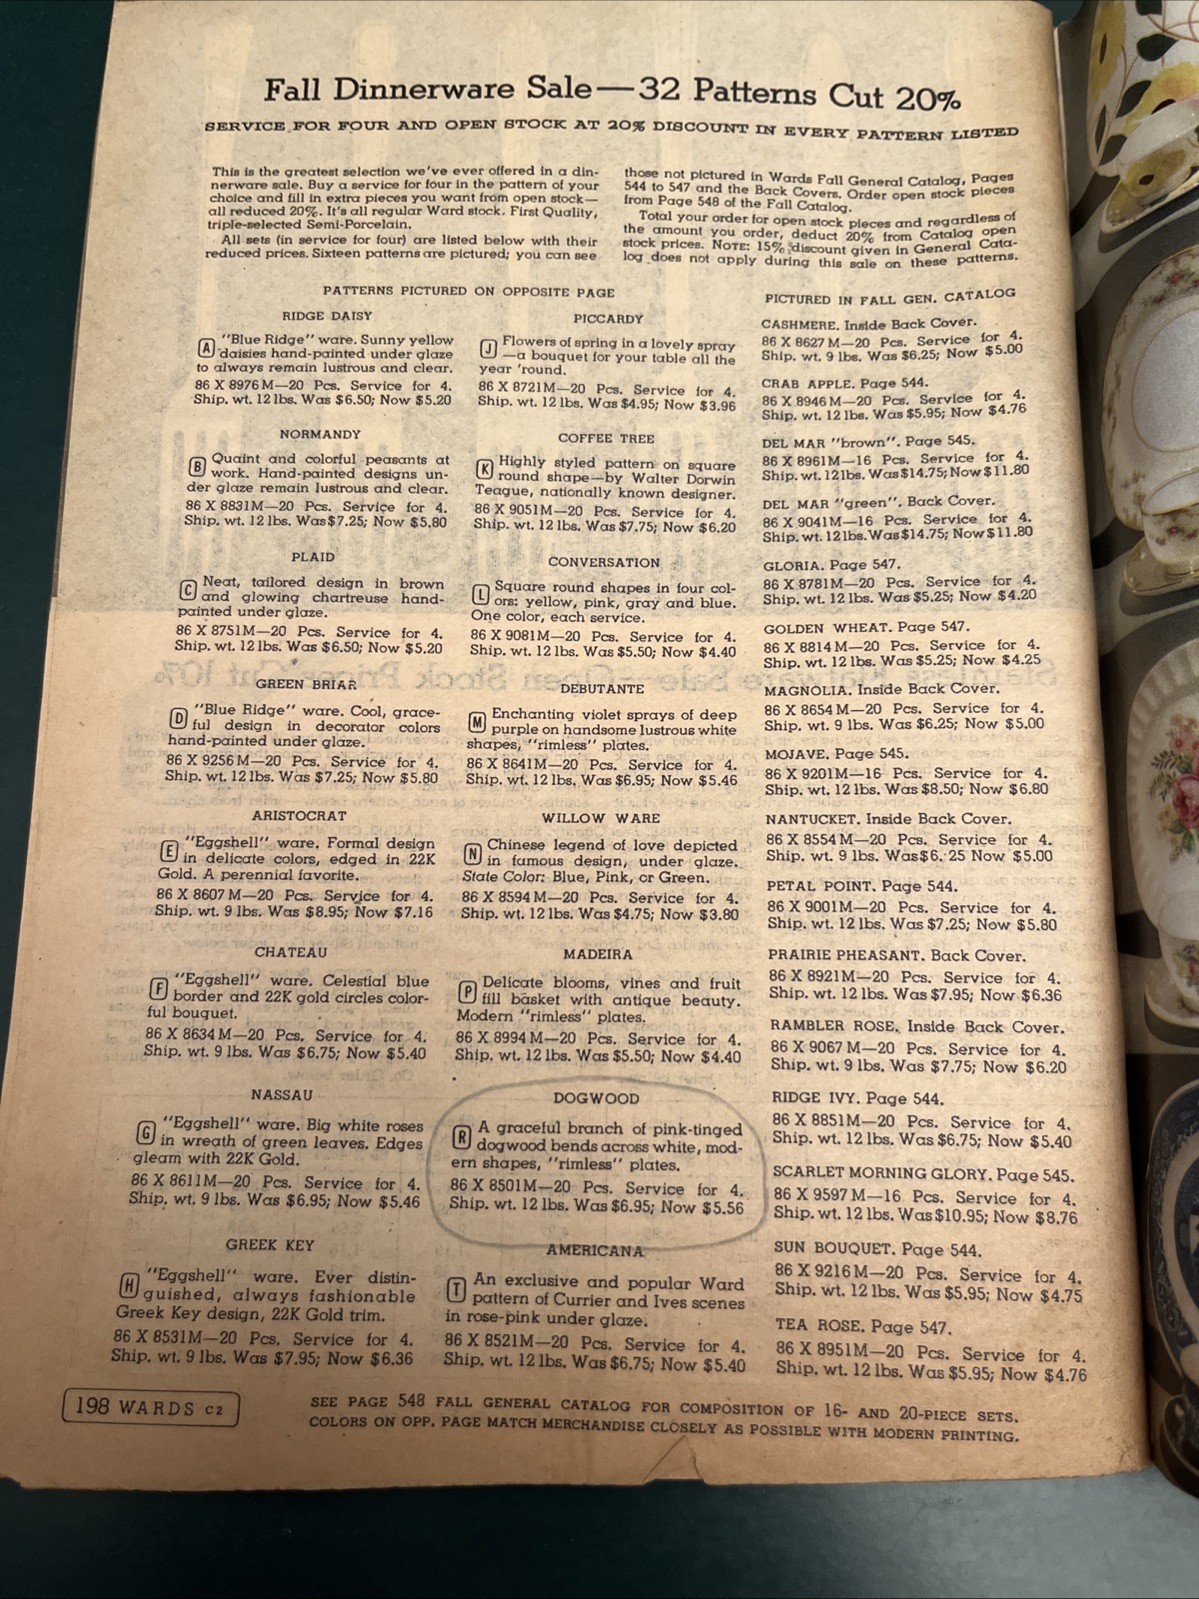 Fall Dinnerware Sale—32 Patterns Cut 20%
SERVICE FOR FOUR AND OPEN STOCK AT 20% DISCOUNT IN EVERY PATTERN LISTED
This is the greatest selection we've ever offered in a din-
nerware sale. Buy a service for four in the pattern of your
choice and fill in extra pieces you want from open stock—
all reduced 20%. It's all regular Ward stock. First Quality,
triple-selected Semi-Porcelain.
All sets (in service for four) are listed below with their
reduced prices. Sixteen patterns are pictured; you can see
those not pictured in Wards Fall General Catalog, Pages
544 to 547 and the Back Covers. Order open stock pieces
from Page 548 of the Fall Catalog.
Total your order for open stock pieces and regardless of
the amount you order, deduct 20% from Catalog open
stock prices. NOTE: 15% discount given in General Cata-
log does not apply during this sale on these patterns.
PATTERNS PICTURED ON OPPOSITE PAGE
RIDGE DAISY
A "Blue Ridge" ware. Sunny yellow
daisies hand-painted under glaze
to always remain lustrous and clear.
86 X 8976 M—20 Pcs. Service for 4.
Ship. wt. 12 lbs. Was $6.50; Now $5.20
NORMANDY
B Quaint and colorful peasants at
work. Hand-painted designs un-
der glaze remain lustrous and clear.
86 X 8831M—20 Pcs. Service for 4.
Ship. wt. 12 lbs. Was $7.25; Now $5.80
PLAID
C Neat, tailored design in brown
and glowing chartreuse hand-
painted under glaze.
86 X 8751M—20 Pcs. Service for 4.
Ship. wt. 12 lbs. Was $6.50; Now $5.20
GREEN BRIAR
D "Blue Ridge" ware. Cool, grace-
ful design in decorator colors
hand-painted under glaze.
86 X 9256 M—20 Pcs. Service for 4.
Ship. wt. 12 lbs. Was $7.25; Now $5.80
ARISTOCRAT
E "Eggshell" ware. Formal design
in delicate colors, edged in 22K
Gold. A perennial favorite.
86 X 8607 M—20 Pcs. Service for 4.
Ship. wt. 9 lbs. Was $8.95; Now $7.16
CHATEAU
F "Eggshell" ware. Celestial blue
border and 22K gold circles color-
ful bouquet.
86 X 8634 M—20 Pcs. Service for 4.
Ship. wt. 9 lbs. Was $6.75; Now $5.40
NASSAU
G "Eggshell" ware. Big white roses
in wreath of green leaves. Edges
gleam with 22K Gold.
86 X 8611M—20 Pcs. Service for 4.
Ship. wt. 9 lbs. Was $6.95; Now $5.46
GREEK KEY
H "Eggshell" ware. Ever distin-
guished, always fashionable
Greek Key design, 22K Gold trim.
86 X 8531M—20 Pcs. Service for 4.
Ship. wt. 9 lbs. Was $7.95; Now $6.36
PICCARDY
J Flowers of spring in a lovely spray
—a bouquet for your table all the
year 'round.
86 X 8721M—20 Pcs. Service for 4.
Ship. wt. 12 lbs. Was $4.95; Now $3.96
COFFEE TREE
K Highly styled pattern on square
round shape—by Walter Dorwin
Teague, nationally known designer.
86 X 9051M—20 Pcs. Service for 4.
Ship. wt. 12 lbs. Was $7.75; Now $6.20
CONVERSATION
L Square round shapes in four col-
ors: yellow, pink, gray and blue.
One color, each service.
86 X 9081M—20 Pcs. Service for 4.
Ship. wt. 12 lbs. Was $5.50; Now $4.40
DEBUTANTE
M Enchanting violet sprays of deep
purple on handsome lustrous white
shapes, "rimless" plates.
86 X 8641M—20 Pcs. Service for 4.
Ship. wt. 12 lbs. Was $6.95; Now $5.46
WILLOW WARE
N Chinese legend of love depicted
in famous design, under glaze.
State Color: Blue, Pink, or Green.
86 X 8594 M—20 Pcs. Service for 4.
Ship. wt. 12 lbs. Was $4.75; Now $3.80
MADEIRA
P Delicate blooms, vines and fruit
fill basket with antique beauty.
Modern "rimless" plates.
86 X 8994 M—20 Pcs. Service for 4.
Ship. wt. 12 lbs. Was $5.50; Now $4.40
DOGWOOD
R A graceful branch of pink-tinged
dogwood bends across white, mod-
ern shapes, "rimless" plates.
86 X 8501M—20 Pcs. Service for 4.
Ship. wt. 12 lbs. Was $6.95; Now $5.56
AMERICANA
T An exclusive and popular Ward
pattern of Currier and Ives scenes
in rose-pink under glaze.
86 X 8521M—20 Pcs. Service for 4.
Ship. wt. 12 lbs. Was $6.75; Now $5.40
PICTURED IN FALL GEN. CATALOG
CASHMERE. Inside Back Cover.
86 X 8627 M—20 Pcs. Service for 4.
Ship. wt. 9 lbs. Was $6.25; Now $5.00
CRAB APPLE. Page 544.
86 X 8946 M—20 Pcs. Service for 4.
Ship. wt. 12 lbs. Was $5.95; Now $4.76
DEL MAR "brown". Page 545.
86 X 8961M—16 Pcs. Service for 4.
Ship. wt. 12 lbs. Was $14.75; Now $11.80
DEL MAR "green". Back Cover.
86 X 9041M—16 Pcs. Service for 4.
Ship. wt. 12 lbs. Was $14.75; Now $11.80
GLORIA. Page 547.
86 X 8781M—20 Pcs. Service for 4.
Ship. wt. 12 lbs. Was $5.25; Now $4.20
GOLDEN WHEAT. Page 547.
86 X 8814 M—20 Pcs. Service for 4.
Ship. wt. 12 lbs. Was $5.25; Now $4.25
MAGNOLIA. Inside Back Cover.
86 X 8654 M—20 Pcs. Service for 4.
Ship. wt. 9 lbs. Was $6.25; Now $5.00
MOJAVE. Page 545.
86 X 9201M—16 Pcs. Service for 4.
Ship. wt. 12 lbs. Was $8.50; Now $6.80
NANTUCKET. Inside Back Cover.
86 X 8554 M—20 Pcs. Service for 4.
Ship. wt. 9 lbs. Was $6.25 Now $5.00
PETAL POINT. Page 544.
86 X 9001M—20 Pcs. Service for 4.
Ship. wt. 12 lbs. Was $7.25; Now $5.80
PRAIRIE PHEASANT. Back Cover.
86 X 8921M—20 Pcs. Service for 4.
Ship. wt. 12 lbs. Was $7.95; Now $6.36
RAMBLER ROSE. Inside Back Cover.
86 X 9067 M—20 Pcs. Service for 4.
Ship. wt. 9 lbs. Was $7.75; Now $6.20
RIDGE IVY. Page 544.
86 X 8851M—20 Pcs. Service for 4.
Ship. wt. 12 lbs. Was $6.75; Now $5.40
SCARLET MORNING GLORY. Page 545.
86 X 9597 M—16 Pcs. Service for 4.
Ship. wt. 12 lbs. Was $10.95; Now $8.76
SUN BOUQUET. Page 544.
86 X 9216 M—20 Pcs. Service for 4.
Ship. wt. 12 lbs. Was $5.95; Now $4.75
TEA ROSE. Page 547.
86 X 8951M—20 Pcs. Service for 4.
Ship. wt. 12 lbs. Was $5.95; Now $4.76
198 WARDS C2
SEE PAGE 548 FALL GENERAL CATALOG FOR COMPOSITION OF 16- AND 20-PIECE SETS.
COLORS ON OPP. PAGE MATCH MERCHANDISE CLOSELY AS POSSIBLE WITH MODERN PRINTING.